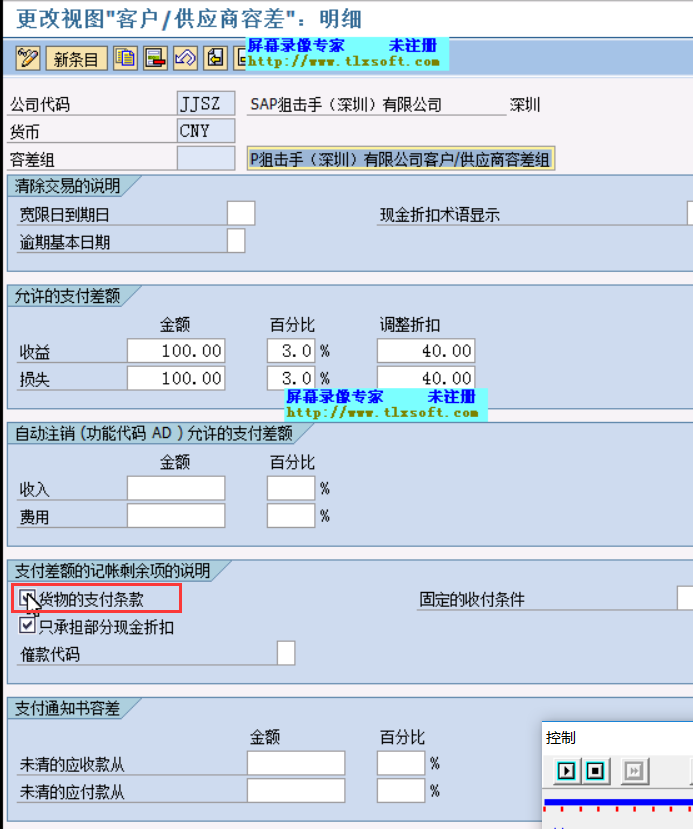 更改视图"客户/供应商容差": 明细
新条目
屏幕录像专家 未注册
http://www.tlxsoft.com
公司代码 JJSZ SAP狙击手（深圳）有限公司 深圳
货币 CNY
容差组 P狙击手（深圳）有限公司客户/供应商容差组
清除交易的说明
宽限日到期日 现金折扣术语显示
逾期基本日期
允许的支付差额
金额 百分比 调整折扣
收益 100.00 3.0 % 40.00
损失 100.00 3.0 % 40.00
屏幕录像专家 未注册
http://www.tlxsoft.com
自动注销(功能代码 AD )允许的支付差额
金额 百分比
收入 %
费用 %
支付差额的记帐剩余项的说明
货物的支付条款 固定的收付条件
只承担部分现金折扣
催款代码
支付通知书容差
金额 百分比
控制
未清的应收款从 %
未清的应付款从 %